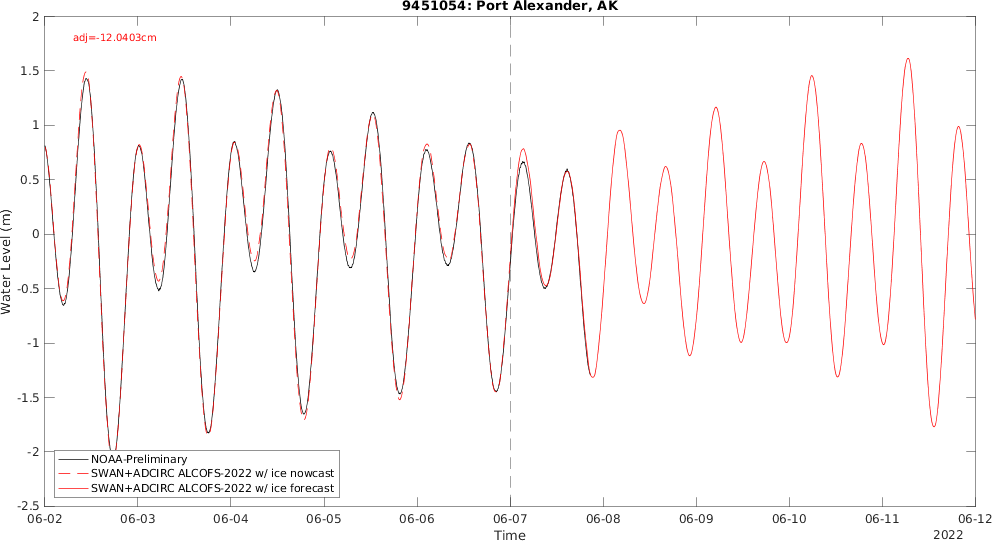 9451054: Port Alexander, AK
adj=-12.0403cm
2
1.5
1
0.5
0
-0.5
-1
-1.5
-2
-2.5
Water Level (m)
NOAA-Preliminary
SWAN+ADCIRC ALCOFS-2022 w/ ice nowcast
SWAN+ADCIRC ALCOFS-2022 w/ ice forecast
06-02 06-03 06-04 06-05 06-06 06-07 06-08 06-09 06-10 06-11 06-12
Time
2022